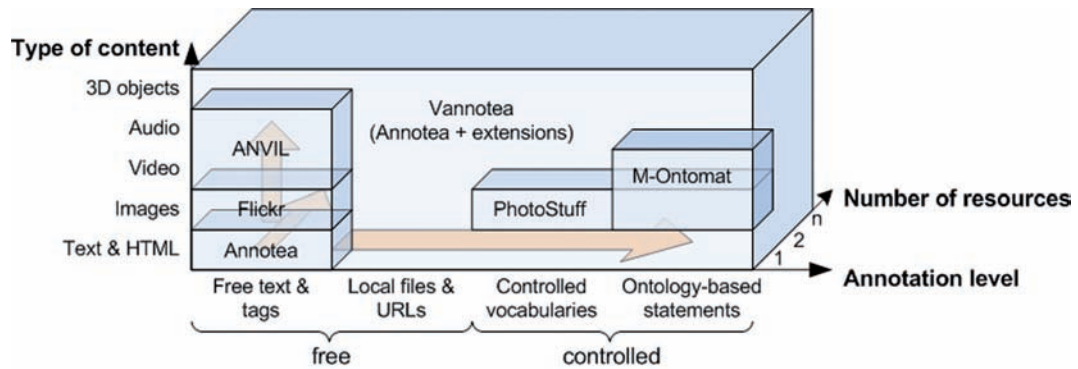 Type of content
3D objects
Audio
Video
Images
Text & HTML
Vannotea
(Annotea + extensions)
ANVIL
M-Ontomat
Flickr
PhotoStuff
Annotea
Number of resources
n
2
1
Annotation level
Free text &
tags
Local files &
URLs
Controlled
vocabularies
Ontology-based
statements
free
controlled